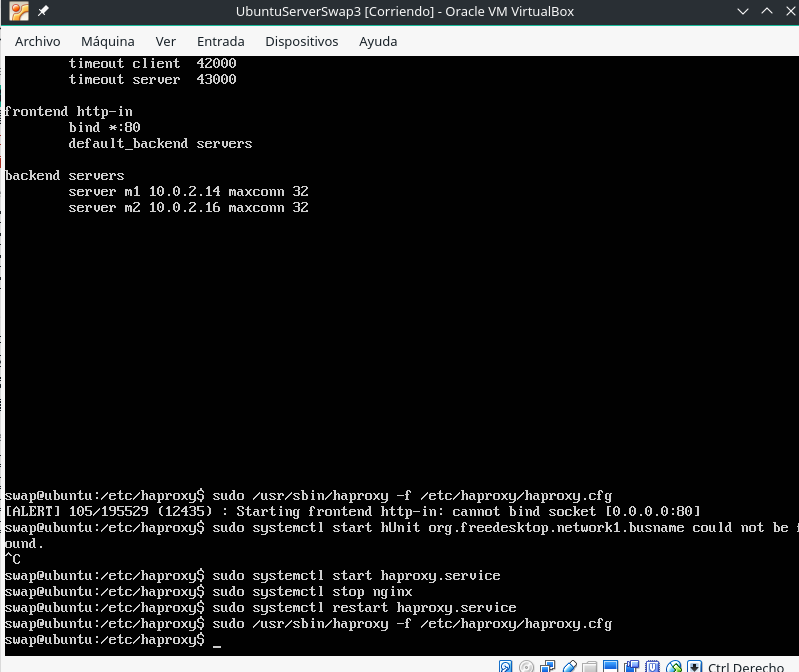 UbuntuServerSwap3 [Corriendo] - Oracle VM VirtualBox
Archivo Máquina Ver Entrada Dispositivos Ayuda
timeout client 42000
timeout server 43000
frontend http-in
bind *:80
default_backend servers
backend servers
server m1 10.0.2.14 maxconn 32
server m2 10.0.2.16 maxconn 32
swap@ubuntu:/etc/haproxy$ sudo /usr/sbin/haproxy -f /etc/haproxy/haproxy.cfg
[ALERT] 105/195529 (12435) : Starting frontend http-in: cannot bind socket [0.0.0.0:80]
swap@ubuntu:/etc/haproxy$ sudo systemctl start hUnit org.freedesktop.network1.busname could not be f
ound.
^C
swap@ubuntu:/etc/haproxy$ sudo systemctl start haproxy.service
swap@ubuntu:/etc/haproxy$ sudo systemctl stop nginx
swap@ubuntu:/etc/haproxy$ sudo systemctl restart haproxy.service
swap@ubuntu:/etc/haproxy$ sudo /usr/sbin/haproxy -f /etc/haproxy/haproxy.cfg
swap@ubuntu:/etc/haproxy$ _
Ctrl Derecho